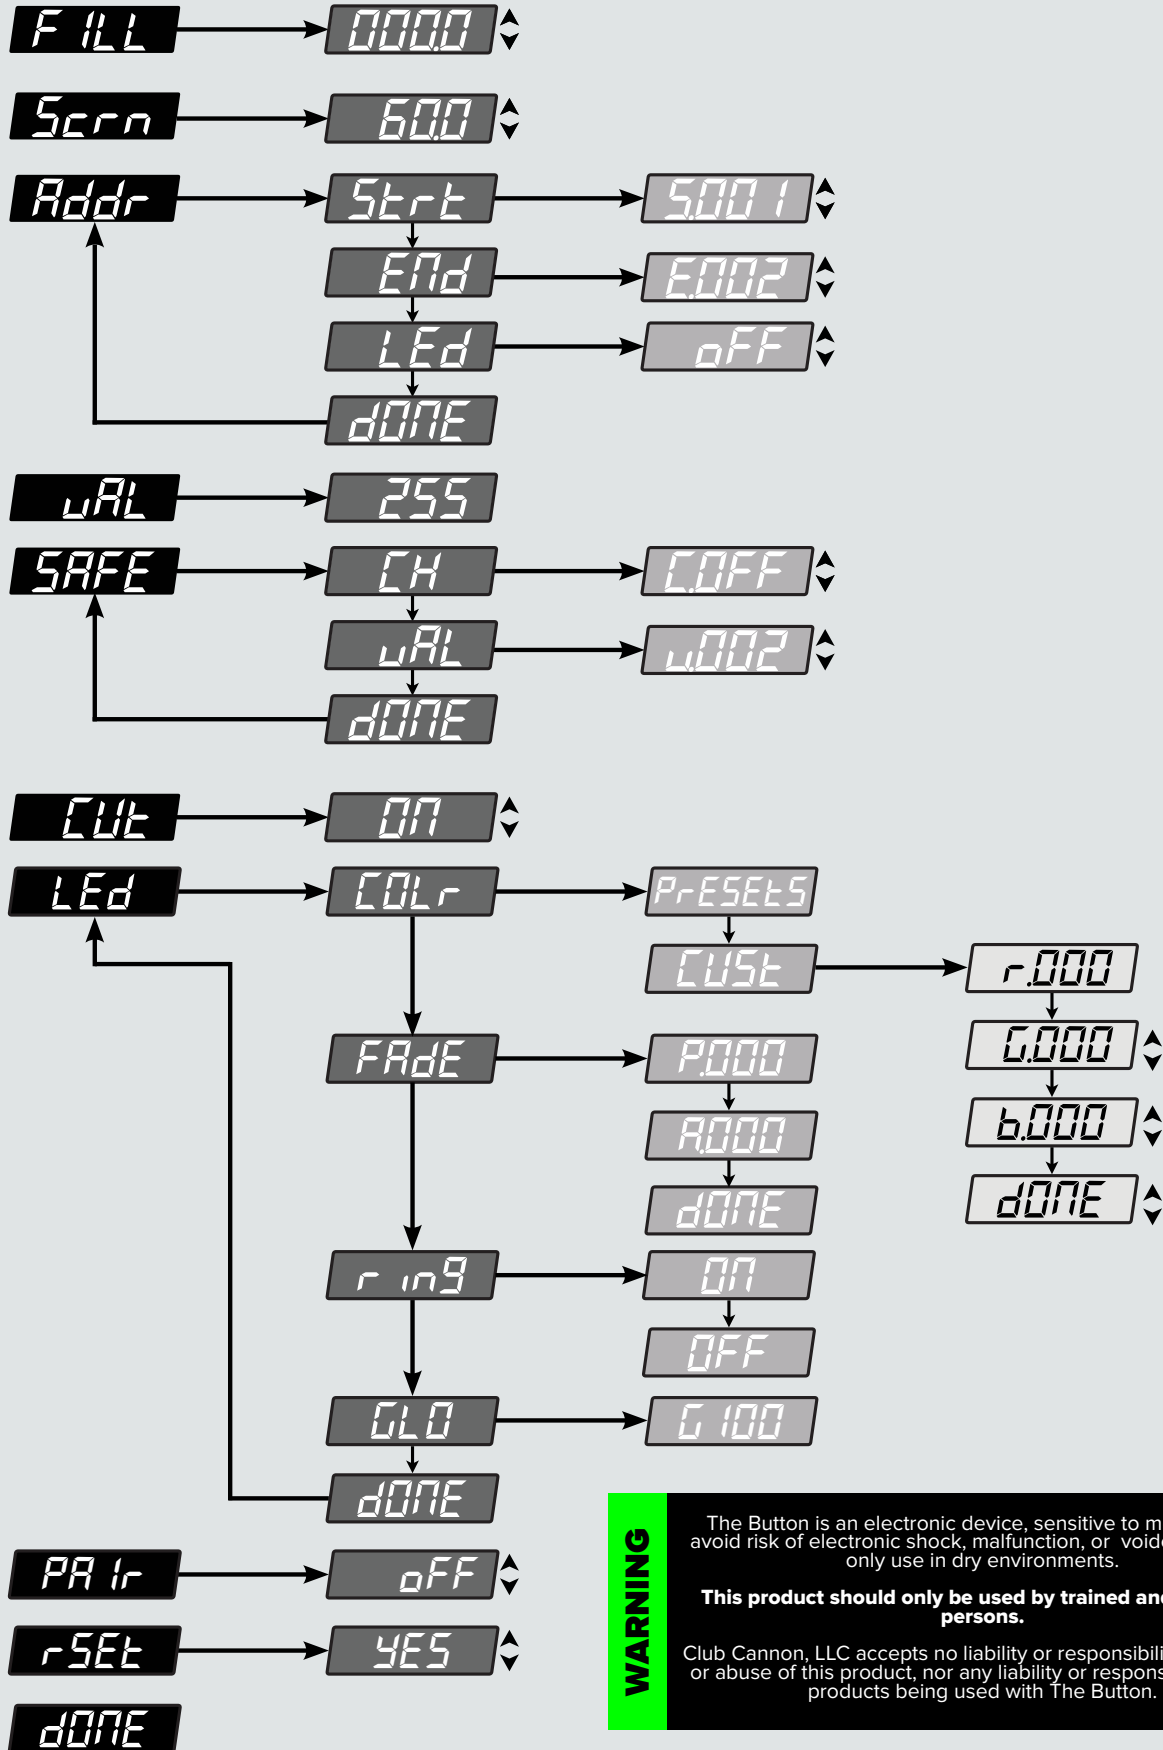 FILL 000.0
Scrn 60.0
Addr Strt S.001
End E.002
LEd oFF
dONE
vAL 255
SAFE CH C.OFF
vAL v.002
dONE
CUt ON
LEd COLr PrESEtS
CUSt r.000
FAdE P.000 G.000
A.000 b.000
dONE dONE
ring ON
OFF
GLO G100
dONE
PAIr oFF
rSEt YES
dONE
WARNING
The Button is an electronic device, sensitive to m
avoid risk of electronic shock, malfunction, or voide
only use in dry environments.
This product should only be used by trained and
persons.
Club Cannon, LLC accepts no liability or responsibili
or abuse of this product, nor any liability or respons
products being used with The Button.